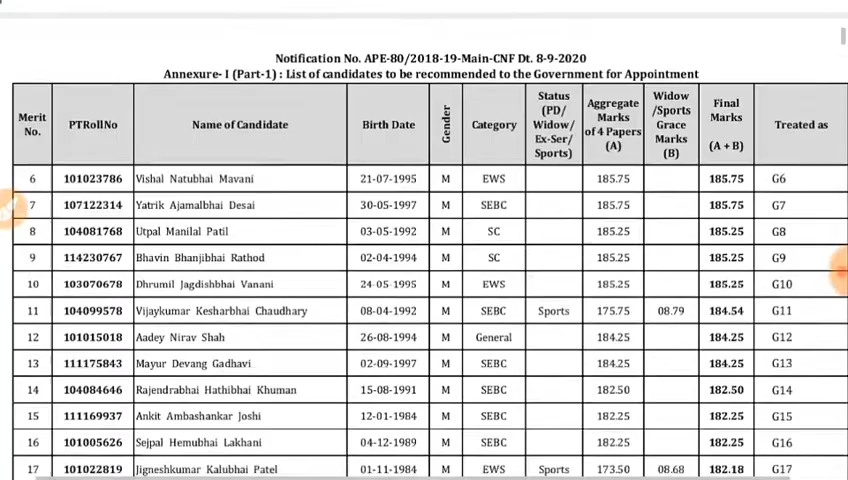 Notification No. APE-80/2018-19-Main-CNF Dt. 8-9-2020
Annexure- I (Part-1) : List of candidates to be recommended to the Government for Appointment
Merit No. PTRollNo Name of Candidate Birth Date Gender Category Status (PD/ Widow/ Ex-Ser/ Sports) Aggregate Marks of 4 Papers (A) Widow /Sports Grace Marks (B) Final Marks (A + B) Treated as
6 101023786 Vishal Natubhai Mavani 21-07-1995 M EWS 185.75 185.75 G6
7 107122314 Yatrik Ajamalbhai Desai 30-05-1997 M SEBC 185.75 185.75 G7
8 104081768 Utpal Manilal Patil 03-05-1992 M SC 185.25 185.25 G8
9 114230767 Bhavin Bhanjibhai Rathod 02-04-1994 M SC 185.25 185.25 G9
10 103070678 Dhrumil Jagdishbhai Vanani 24-05-1995 M EWS 185.25 185.25 G10
11 104099578 Vijaykumar Kesharbhai Chaudhary 08-04-1992 M SEBC Sports 175.75 08.79 184.54 G11
12 101015018 Aadey Nirav Shah 26-08-1994 M General 184.25 184.25 G12
13 111175843 Mayur Devang Gadhavi 02-09-1997 M SEBC 184.25 184.25 G13
14 104084646 Rajendrabhai Hathibhai Khuman 15-08-1991 M SEBC 182.50 182.50 G14
15 111169937 Ankit Ambashankar Joshi 12-01-1984 M SEBC 182.25 182.25 G15
16 101005626 Sejpal Hemubhai Lakhani 04-12-1989 M SEBC 182.25 182.25 G16
17 101022819 Jigneshkumar Kalubhai Patel 01-11-1984 M EWS Sports 173.50 08.68 182.18 G17